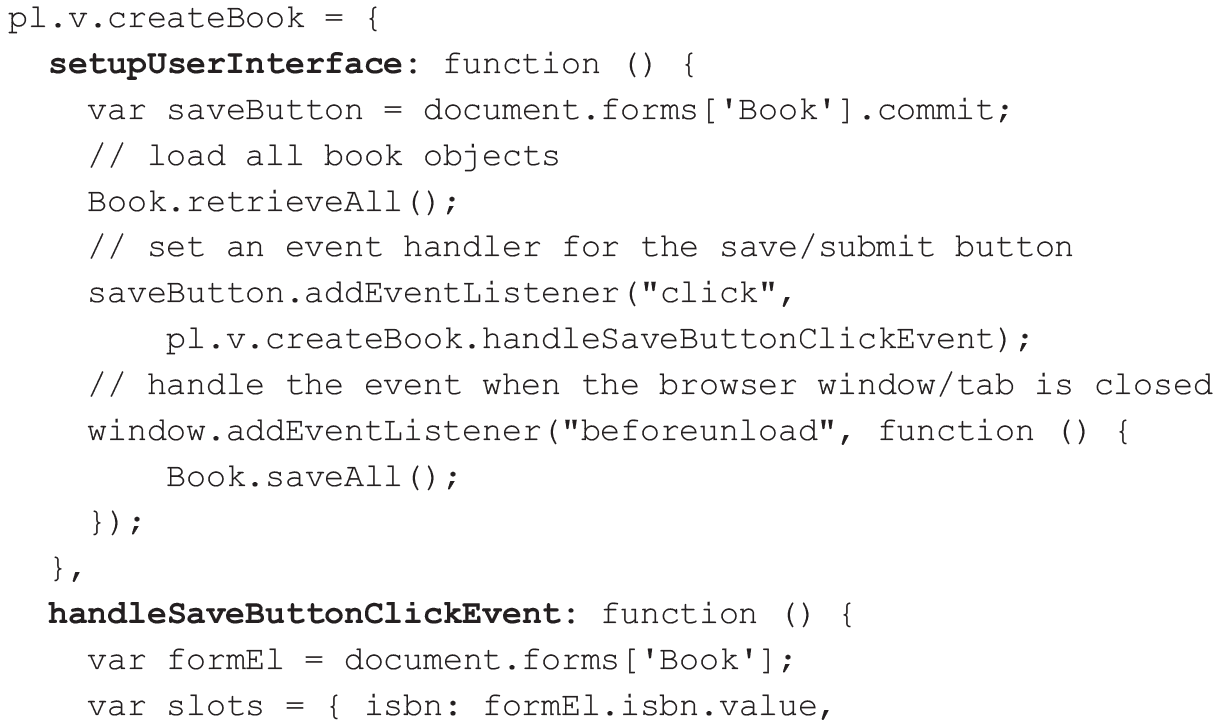 pl.v.createBook = {
  setupUserInterface: function () {
    var saveButton = document.forms['Book'].commit;
    // load all book objects
    Book.retrieveAll();
    // set an event handler for the save/submit button
    saveButton.addEventListener("click",
        pl.v.createBook.handleSaveButtonClickEvent);
    // handle the event when the browser window/tab is closed
    window.addEventListener("beforeunload", function () {
        Book.saveAll();
    });
  },
  handleSaveButtonClickEvent: function () {
    var formEl = document.forms['Book'];
    var slots = { isbn: formEl.isbn.value,